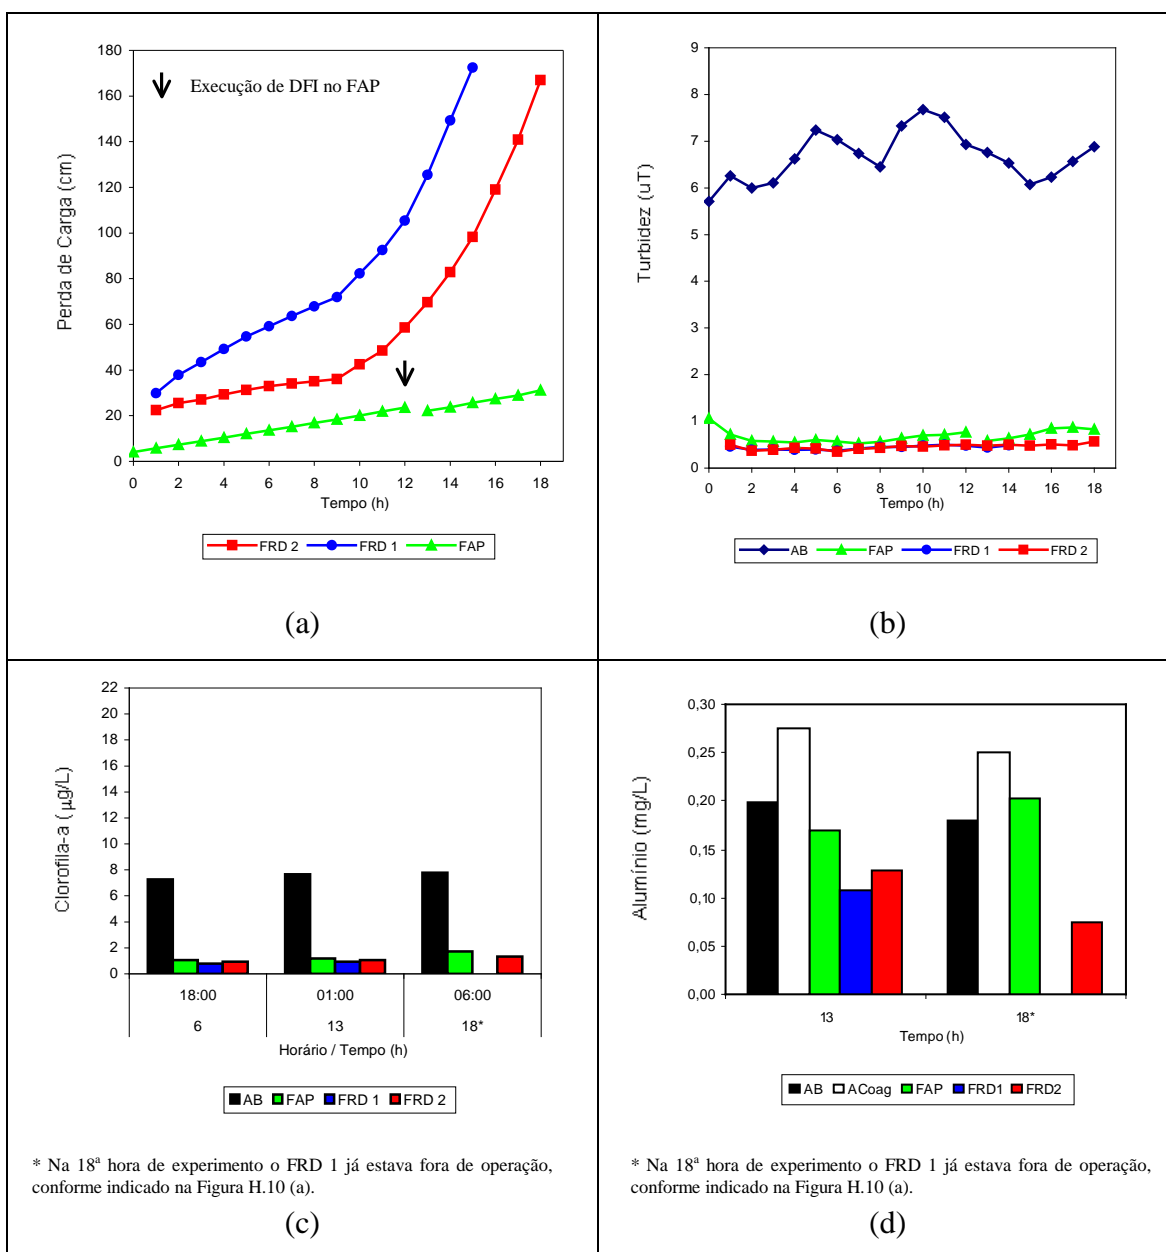 180
160
140
120
100
80
60
40
20
0
Perda de Carga (cm)
Execução de DFI no FAP
0 2 4 6 8 10 12 14 16 18
Tempo (h)
FRD 2 FRD 1 FAP
(a)
9
8
7
6
5
4
3
2
1
0
Turbidez (uT)
0 2 4 6 8 10 12 14 16 18
Tempo (h)
AB FAP FRD 1 FRD 2
(b)
22
20
18
16
14
12
10
8
6
4
2
0
Clorofila-a (µg/L)
18:00 01:00 06:00
6 13 18*
Horário / Tempo (h)
AB FAP FRD 1 FRD 2
* Na 18ª hora de experimento o FRD 1 já estava fora de operação,
conforme indicado na Figura H.10 (a).
(c)
0,30
0,25
0,20
0,15
0,10
0,05
0,00
Alumínio (mg/L)
13 18*
Tempo (h)
AB ACoag FAP FRD1 FRD2
* Na 18ª hora de experimento o FRD 1 já estava fora de operação,
conforme indicado na Figura H.10 (a).
(d)